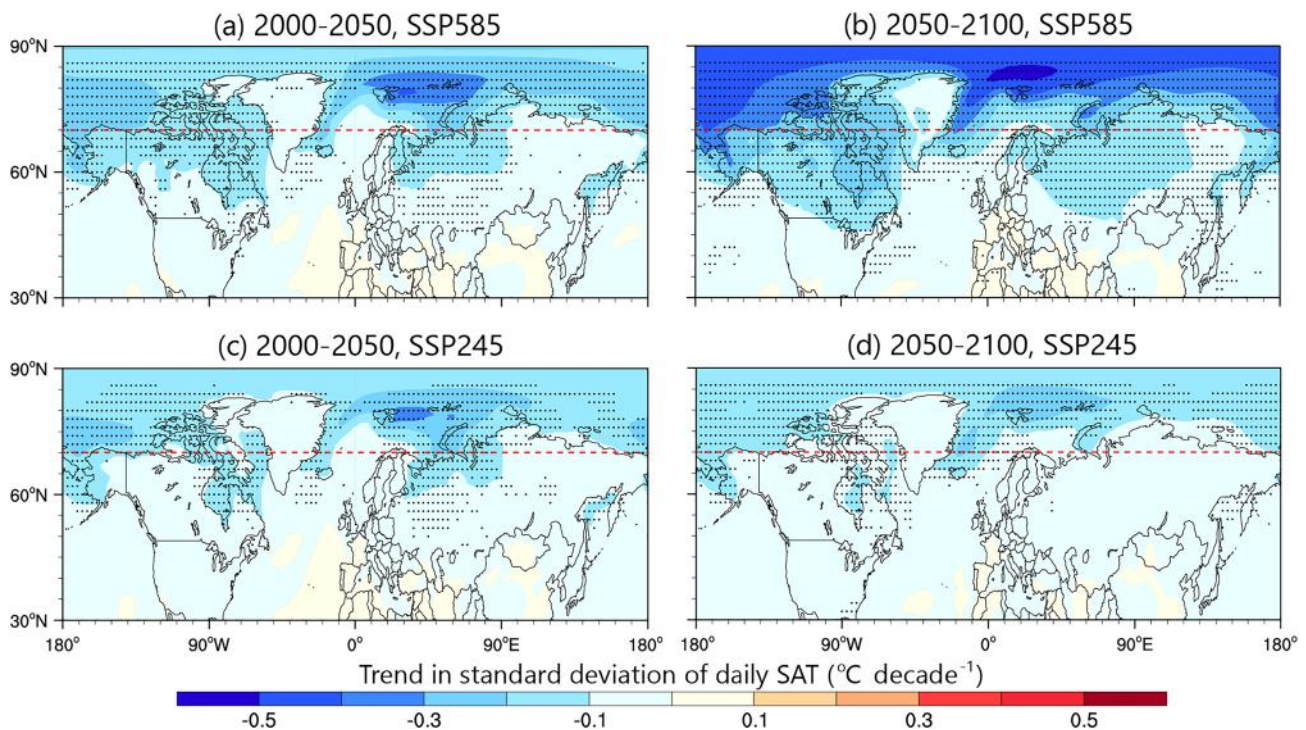 (a) 2000-2050, SSP585
(b) 2050-2100, SSP585
90°N
60°N
30°N
(c) 2000-2050, SSP245
(d) 2050-2100, SSP245
90°N
60°N
30°N
180° 90°W 0° 90°E 180° 180° 90°W 0° 90°E 180°
Trend in standard deviation of daily SAT (°C decade⁻¹)
-0.5 -0.3 -0.1 0.1 0.3 0.5